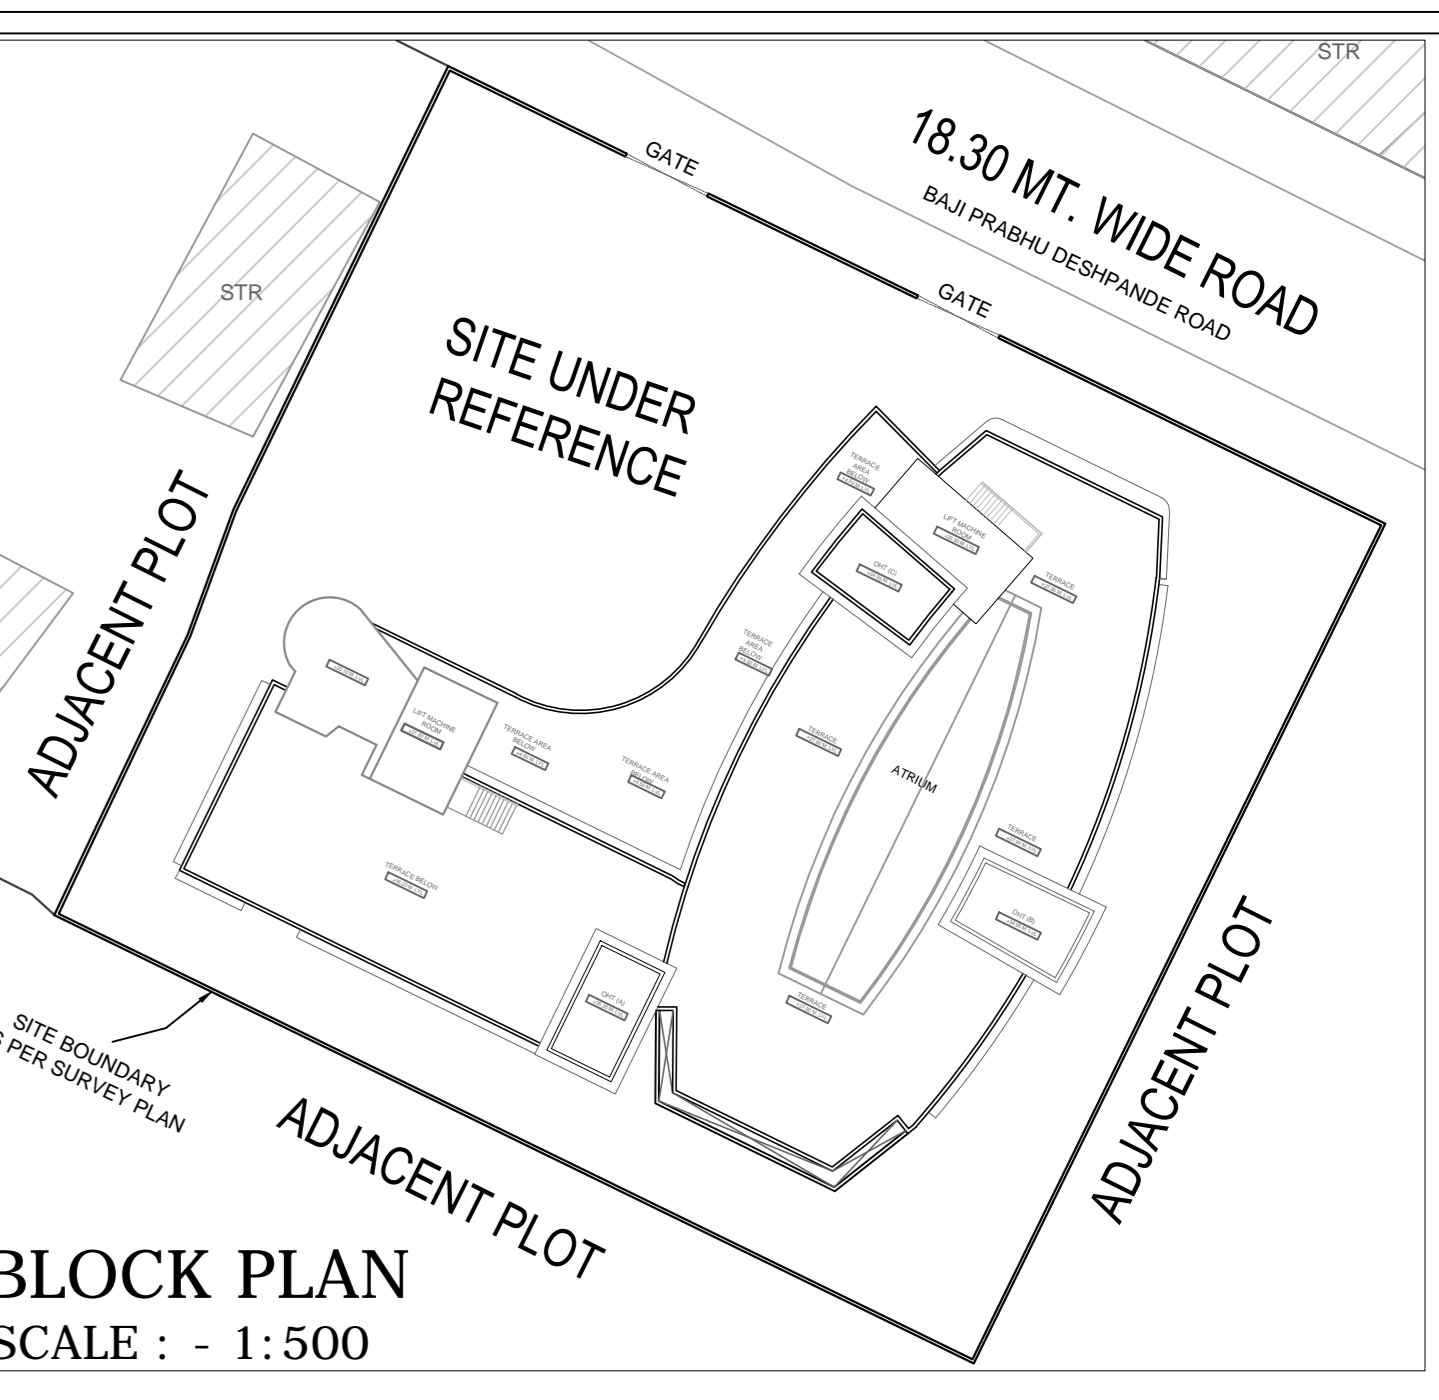 STR
18.30 MT. WIDE ROAD
BAJI PRABHU DESHPANDE ROAD
GATE
GATE
STR
SITE UNDER
REFERENCE
ADJACENT PLOT
TERRACE
AREA
BELOW
LIFT MACHINE
ROOM
OHT (C)
TERRACE
TERRACE
AREA
BELOW
LIFT MACHINE
ROOM
TERRACE AREA
BELOW
TERRACE AREA
BELOW
TERRACE
ATRIUM
TERRACE
TERRACE BELOW
OHT (B)
OHT (A)
TERRACE
ADJACENT PLOT
SITE BOUNDARY
PER SURVEY PLAN
ADJACENT PLOT
BLOCK PLAN
SCALE : - 1:500